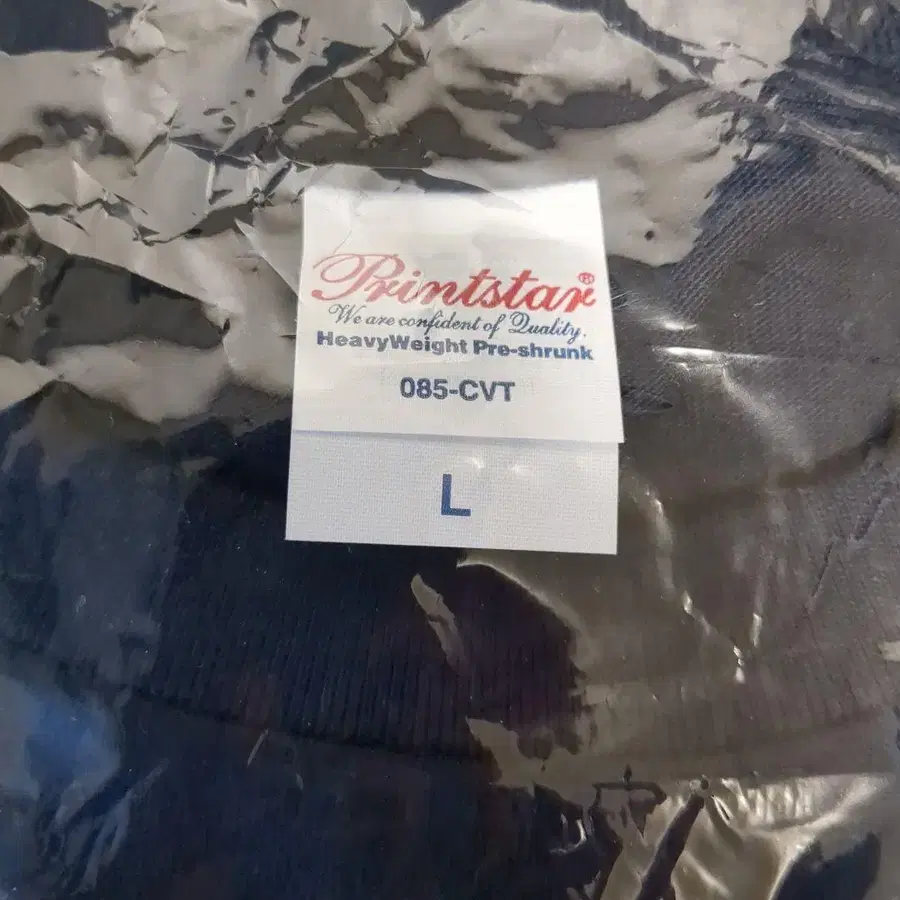 Printstar®
We are confident of Quality.
HeavyWeight Pre-shrunk
085-CVT
L